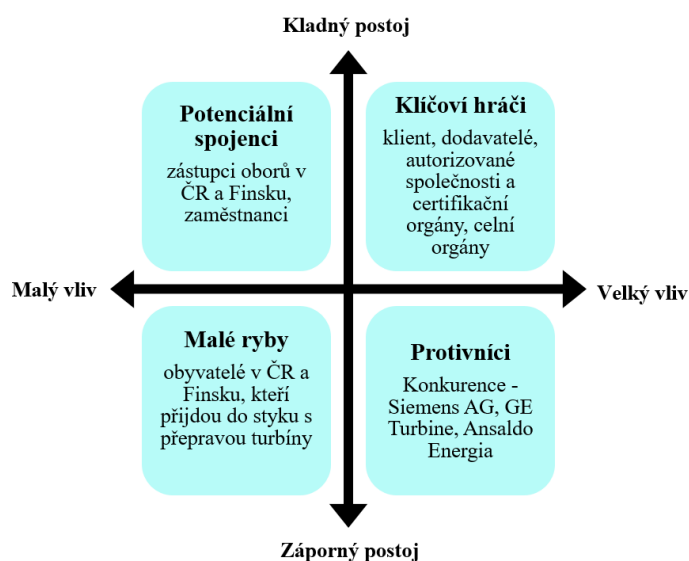 Kladný postoj
Potenciální
spojenci
zástupci oborů v
ČR a Finsku,
zaměstnanci
Klíčoví hráči
klient, dodavatelé,
autorizované
společnosti a
certifikační
orgány, celní
orgány
Malý vliv
Velký vliv
Malé ryby
obyvatelé v ČR a
Finsku, kteří
přijdou do styku s
přepravou turbíny
Protivníci
Konkurence -
Siemens AG, GE
Turbine, Ansaldo
Energia
Záporný postoj